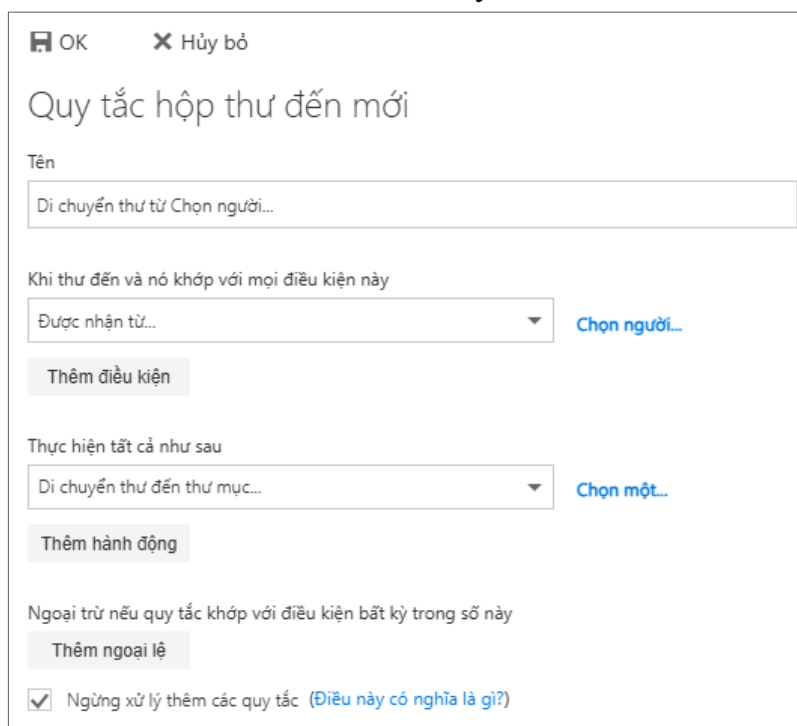 OK Hủy bỏ
Quy tắc hộp thư đến mới
Tên
Di chuyển thư từ Chọn người...
Khi thư đến và nó khớp với mọi điều kiện này
Được nhận từ... Chọn người...
Thêm điều kiện
Thực hiện tất cả như sau
Di chuyển thư đến thư mục... Chọn một...
Thêm hành động
Ngoại trừ nếu quy tắc khớp với điều kiện bất kỳ trong số này
Thêm ngoại lệ
Ngừng xử lý thêm các quy tắc (Điều này có nghĩa là gì?)